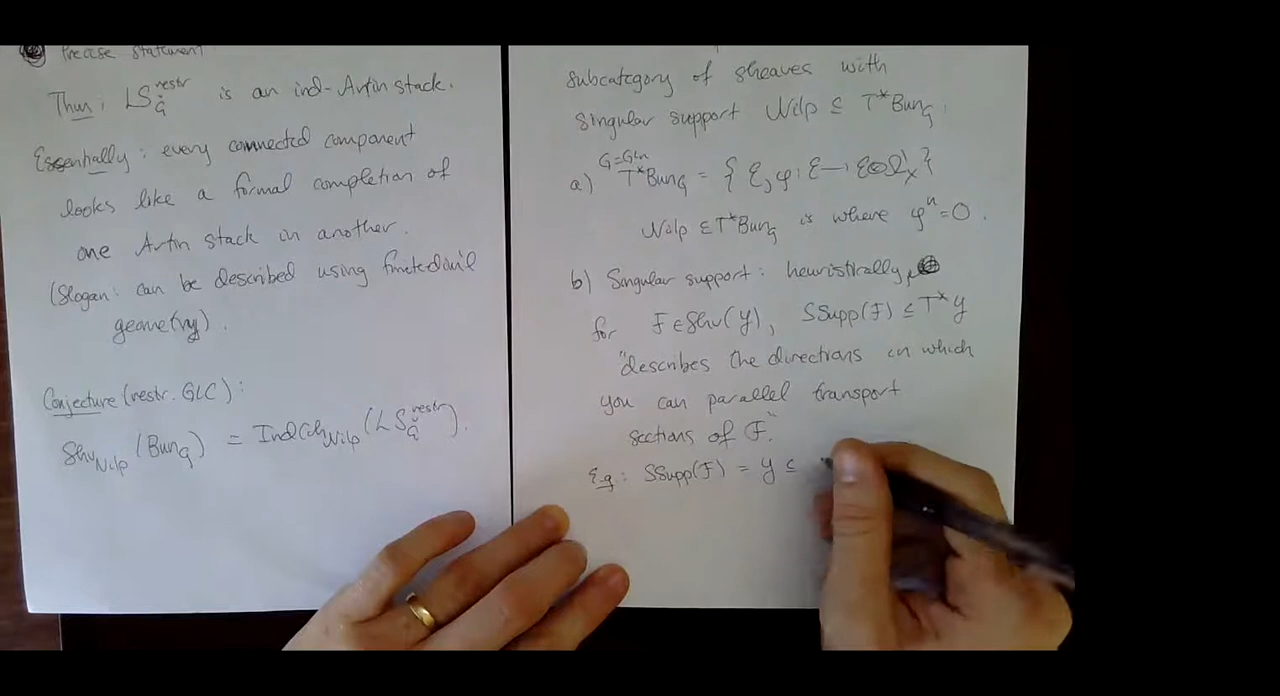 Precise statement
Thm: LS_Ǧ^restr is an ind-Artin stack.
Essentially: every connected component
looks like a formal completion of
one Artin stack in another.
(Slogan: can be described using finite-dim'l
geometry).
Conjecture (restr. GLC):
Shv_Nilp (Bun_G) = IndCoh_Nilp (LS_Ǧ^restr).
subcategory of sheaves with
singular support Nilp ⊆ T*Bun_G.
G=GLn
a) T*Bun_G = { ℰ, φ: ℰ → ℰ⊗Ω¹_X }
Nilp ⊆ T*Bun_G is where φⁿ=0.
b) Singular support: heuristically,
for F ∈ Shv(Y), SSupp(F) ⊆ T*Y
"describes the directions in which
you can parallel transport
sections of F."
E.g: SSupp(F) = Y ⊆